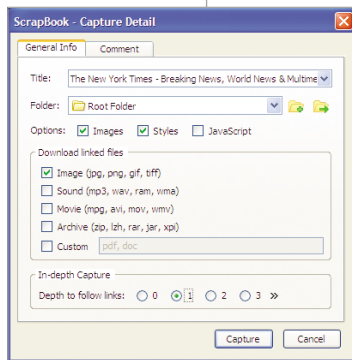 ScrapBook - Capture Detail
General Info Comment
Title: The New York Times - Breaking News, World News & Multime
Folder: Root Folder
Options: Images Styles JavaScript
Download linked files
Image (jpg, png, gif, tiff)
Sound (mp3, wav, ram, wma)
Movie (mpg, avi, mov, wmv)
Archive (zip, lzh, rar, jar, xpi)
Custom pdf, doc
In-depth Capture
Depth to follow links: 0 1 2 3 »
Capture Cancel